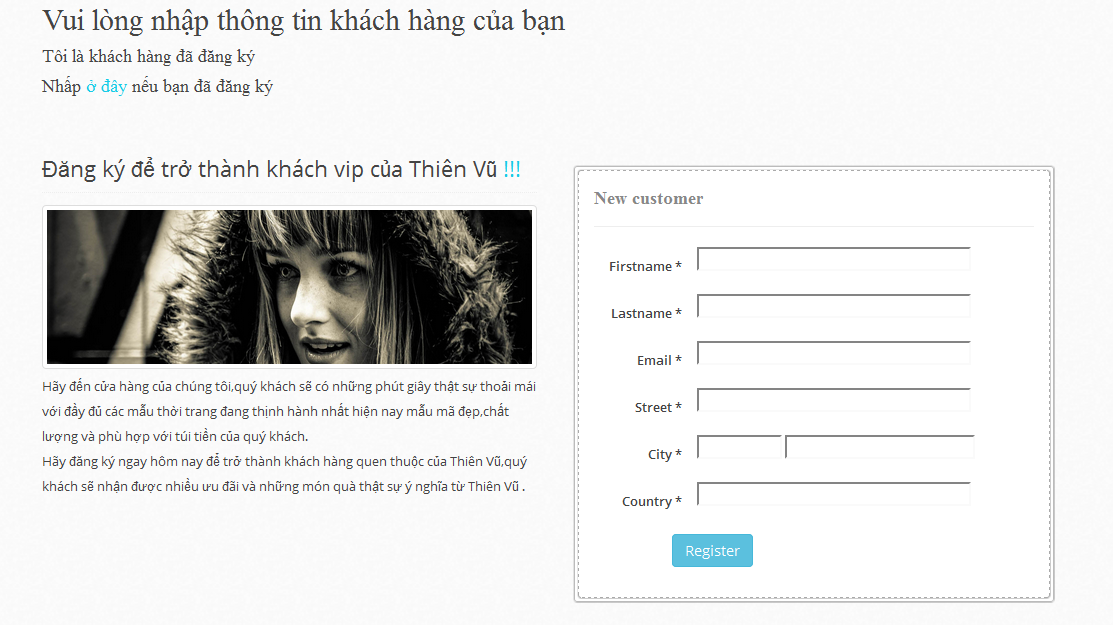 Vui lòng nhập thông tin khách hàng của bạn
Tôi là khách hàng đã đăng ký
Nhấp ở đây nếu bạn đã đăng ký
Đăng ký để trở thành khách vip của Thiên Vũ !!!
Hãy đến cửa hàng của chúng tôi,quý khách sẽ có những phút giây thật sự thoải mái
với đầy đủ các mẫu thời trang đang thịnh hành nhất hiện nay mẫu mã đẹp,chất
lượng và phù hợp với túi tiền của quý khách.
Hãy đăng ký ngay hôm nay để trở thành khách hàng quen thuộc của Thiên Vũ,quý
khách sẽ nhận được nhiều ưu đãi và những món quà thật sự ý nghĩa từ Thiên Vũ .
New customer
Firstname *
Lastname *
Email *
Street *
City *
Country *
Register